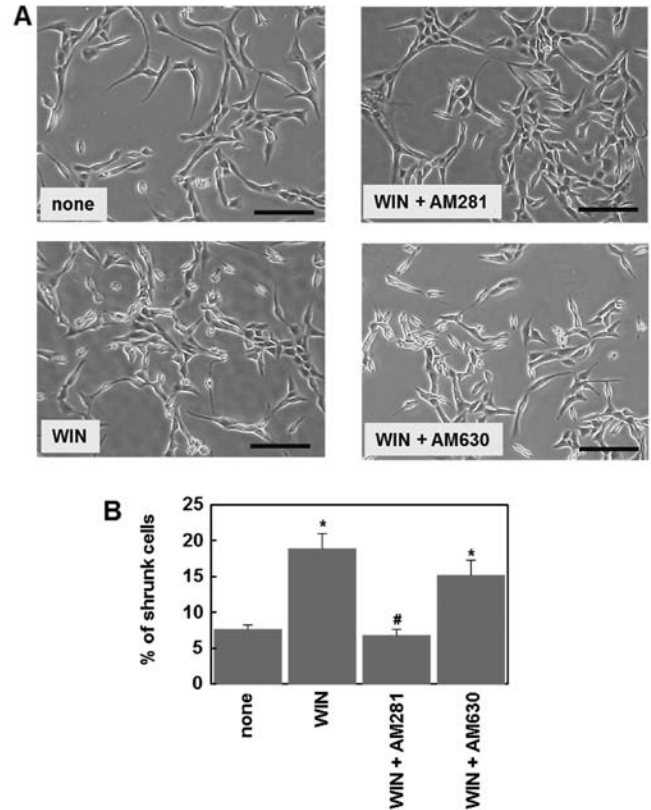 A
none
WIN + AM281
WIN
WIN + AM630
B
% of shrunk cells
25
20
15
10
5
0
*
#
*
none
WIN
WIN + AM281
WIN + AM630